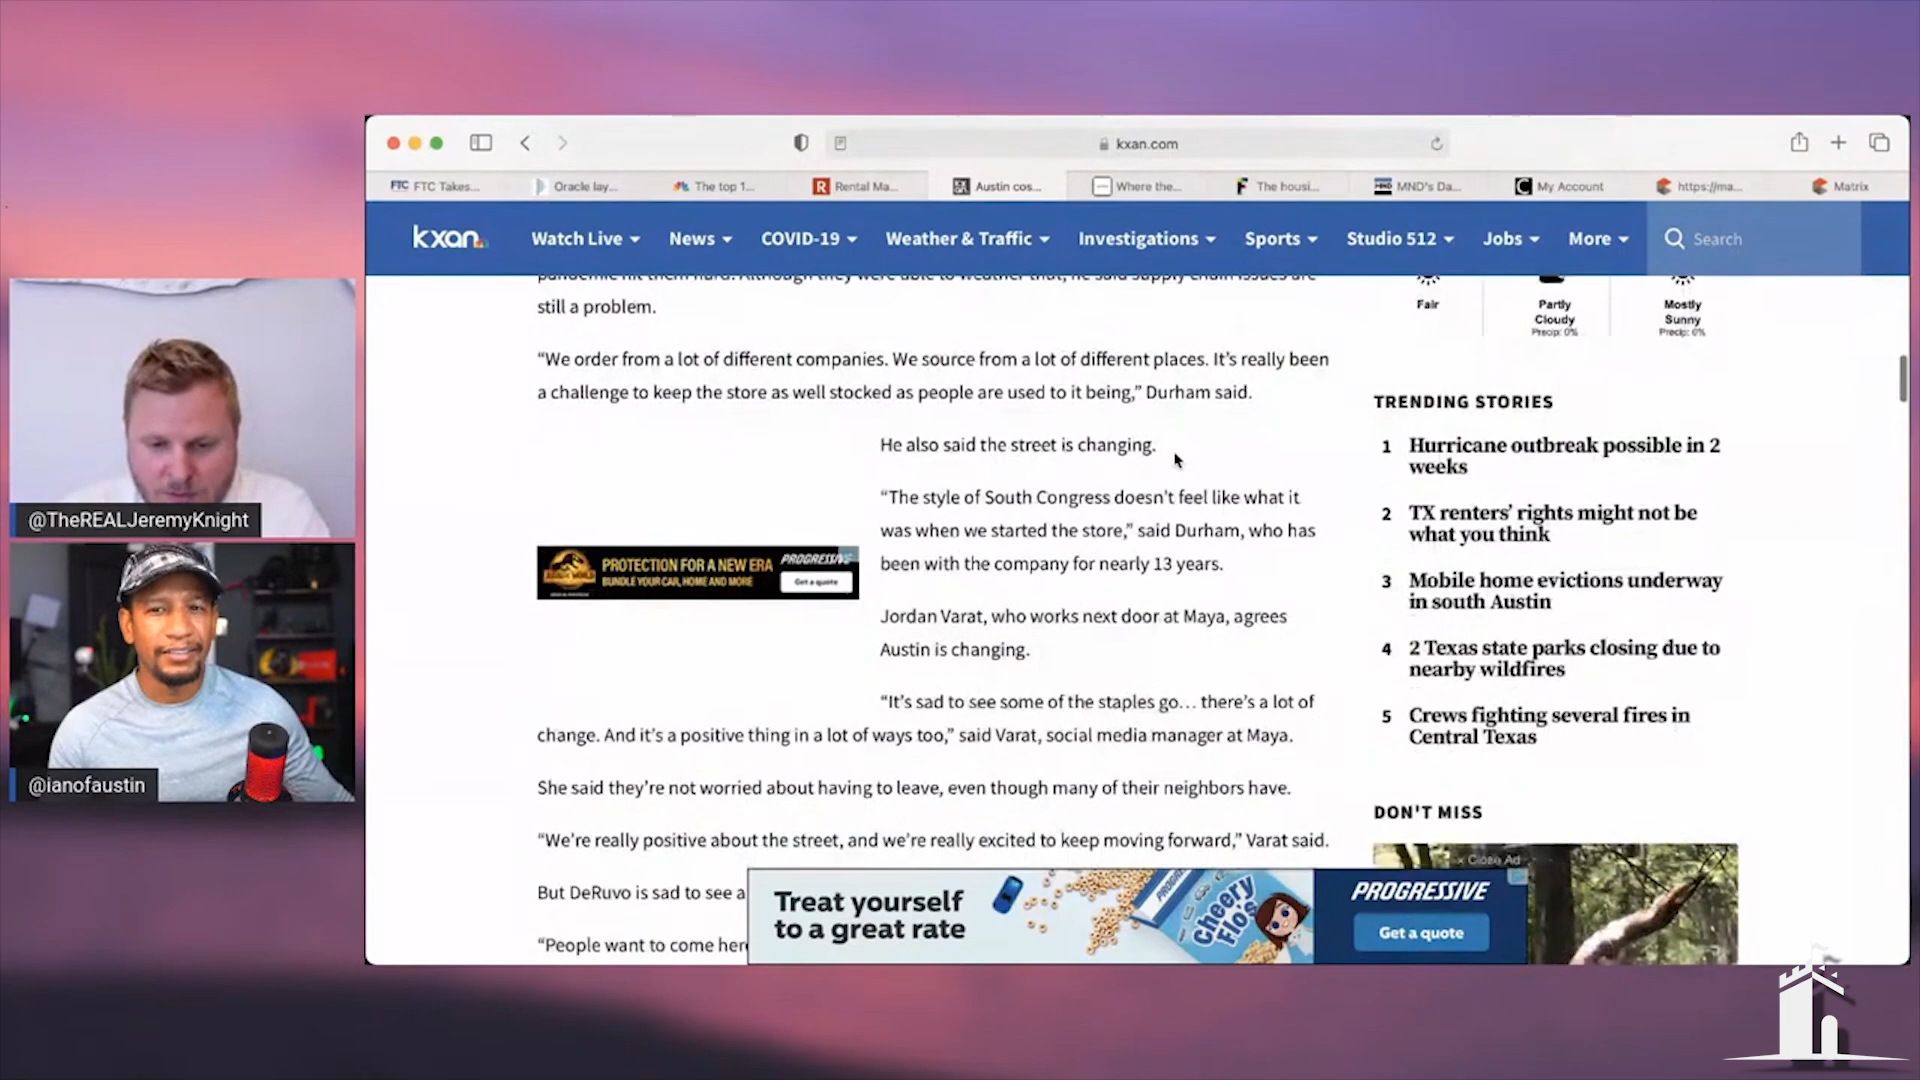 kxan.com
FTC FTC Takes...
Oracle lay...
The top 1...
R Rental Ma...
Austin cos...
Where the...
The housi...
MND MND's Da...
C My Account
https://ma...
Matrix
kxan
Watch Live
News
COVID-19
Weather & Traffic
Investigations
Sports
Studio 512
Jobs
More
Search
still a problem.
“We order from a lot of different companies. We source from a lot of different places. It’s really been
a challenge to keep the store as well stocked as people are used to it being,” Durham said.
He also said the street is changing.
“The style of South Congress doesn’t feel like what it
was when we started the store,” said Durham, who has
been with the company for nearly 13 years.
Jordan Varat, who works next door at Maya, agrees
Austin is changing.
“It’s sad to see some of the staples go… there’s a lot of
change. And it’s a positive thing in a lot of ways too,” said Varat, social media manager at Maya.
She said they’re not worried about having to leave, even though many of their neighbors have.
“We’re really positive about the street, and we’re really excited to keep moving forward,” Varat said.
But DeRuvo is sad to see a
“People want to come here
PROTECTION FOR A NEW ERA
BUNDLE YOUR CAR, HOME AND MORE
PROGRESSIVE
Get a quote
Fair
Partly
Cloudy
Precip: 0%
Mostly
Sunny
Precip: 0%
TRENDING STORIES
1 Hurricane outbreak possible in 2
weeks
2 TX renters’ rights might not be
what you think
3 Mobile home evictions underway
in south Austin
4 2 Texas state parks closing due to
nearby wildfires
5 Crews fighting several fires in
Central Texas
DON'T MISS
× Close Ad
Treat yourself
to a great rate
PROGRESSIVE
Cheery
Flo's
PROGRESSIVE
Get a quote
@TheREALJeremyKnight
@ianofaustin